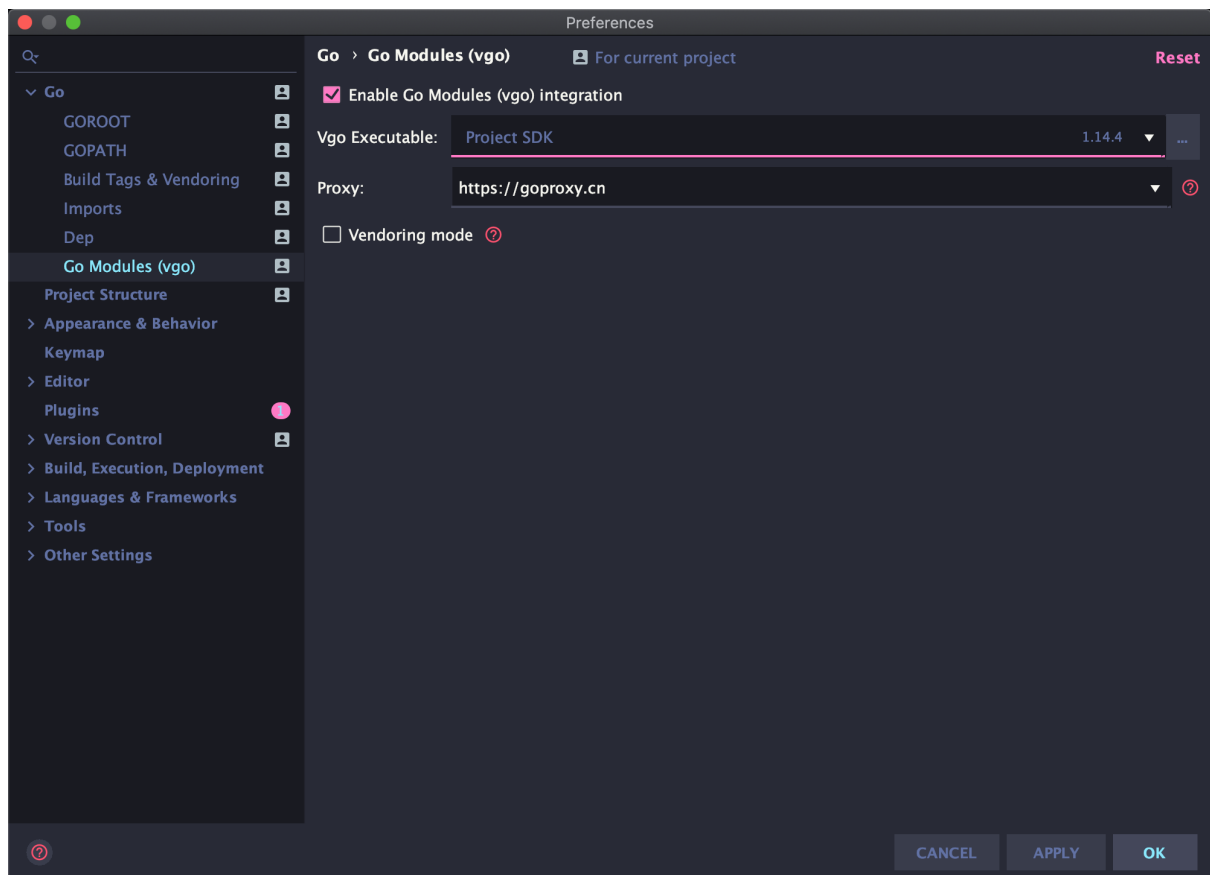 Preferences
Go › Go Modules (vgo) For current project Reset
Go
GOROOT
GOPATH
Build Tags & Vendoring
Imports
Dep
Go Modules (vgo)
Project Structure
Appearance & Behavior
Keymap
Editor
Plugins 1
Version Control
Build, Execution, Deployment
Languages & Frameworks
Tools
Other Settings
Enable Go Modules (vgo) integration
Vgo Executable: Project SDK 1.14.4 ...
Proxy: https://goproxy.cn ?
Vendoring mode ?
? CANCEL APPLY OK